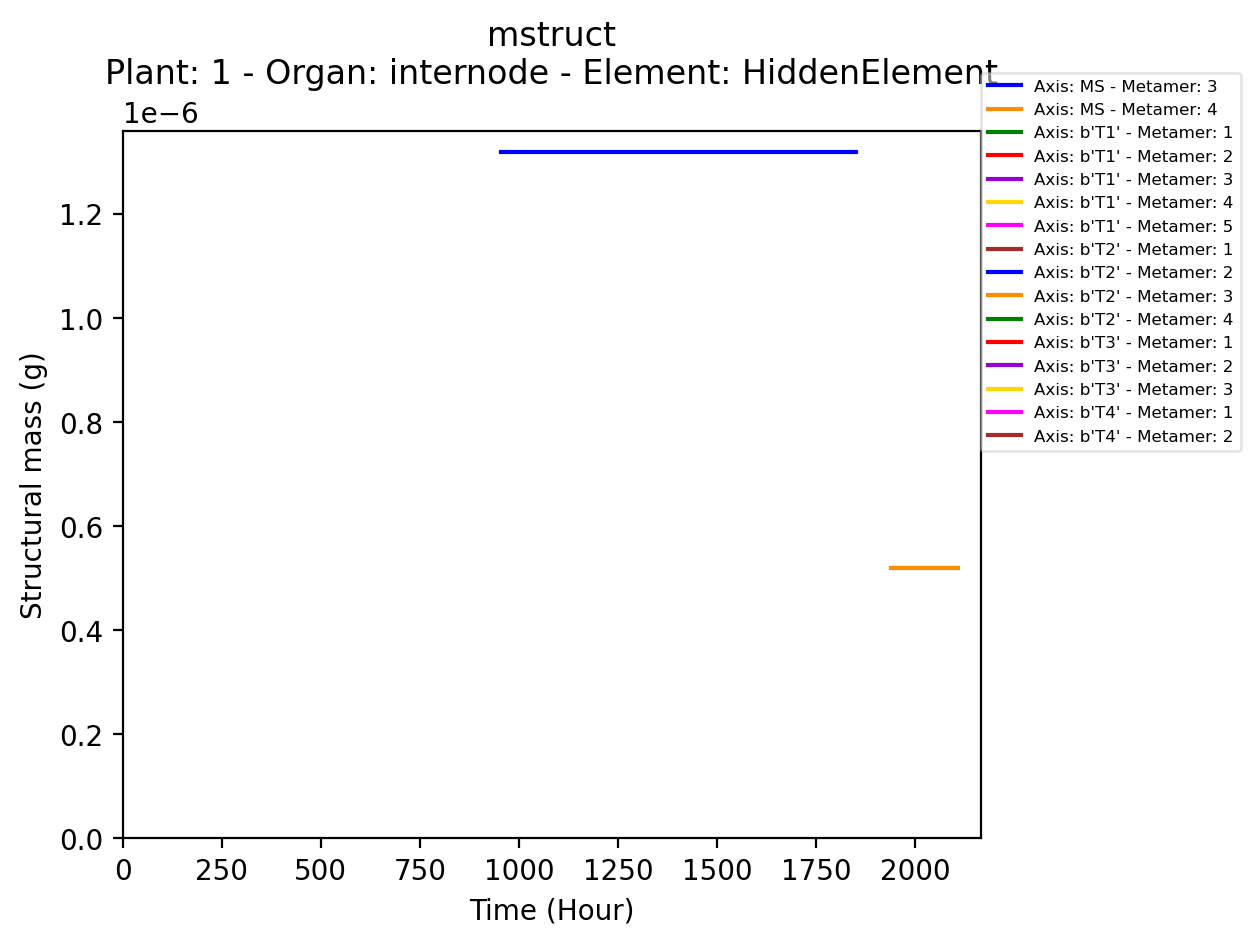 mstruct
Plant: 1 - Organ: internode - Element: HiddenElement
1e−6
1.2
1.0
0.8
0.6
0.4
0.2
0.0
Structural mass (g)
0 250 500 750 1000 1250 1500 1750 2000
Time (Hour)
Axis: MS - Metamer: 3
Axis: MS - Metamer: 4
Axis: b'T1' - Metamer: 1
Axis: b'T1' - Metamer: 2
Axis: b'T1' - Metamer: 3
Axis: b'T1' - Metamer: 4
Axis: b'T1' - Metamer: 5
Axis: b'T2' - Metamer: 1
Axis: b'T2' - Metamer: 2
Axis: b'T2' - Metamer: 3
Axis: b'T2' - Metamer: 4
Axis: b'T3' - Metamer: 1
Axis: b'T3' - Metamer: 2
Axis: b'T3' - Metamer: 3
Axis: b'T4' - Metamer: 1
Axis: b'T4' - Metamer: 2